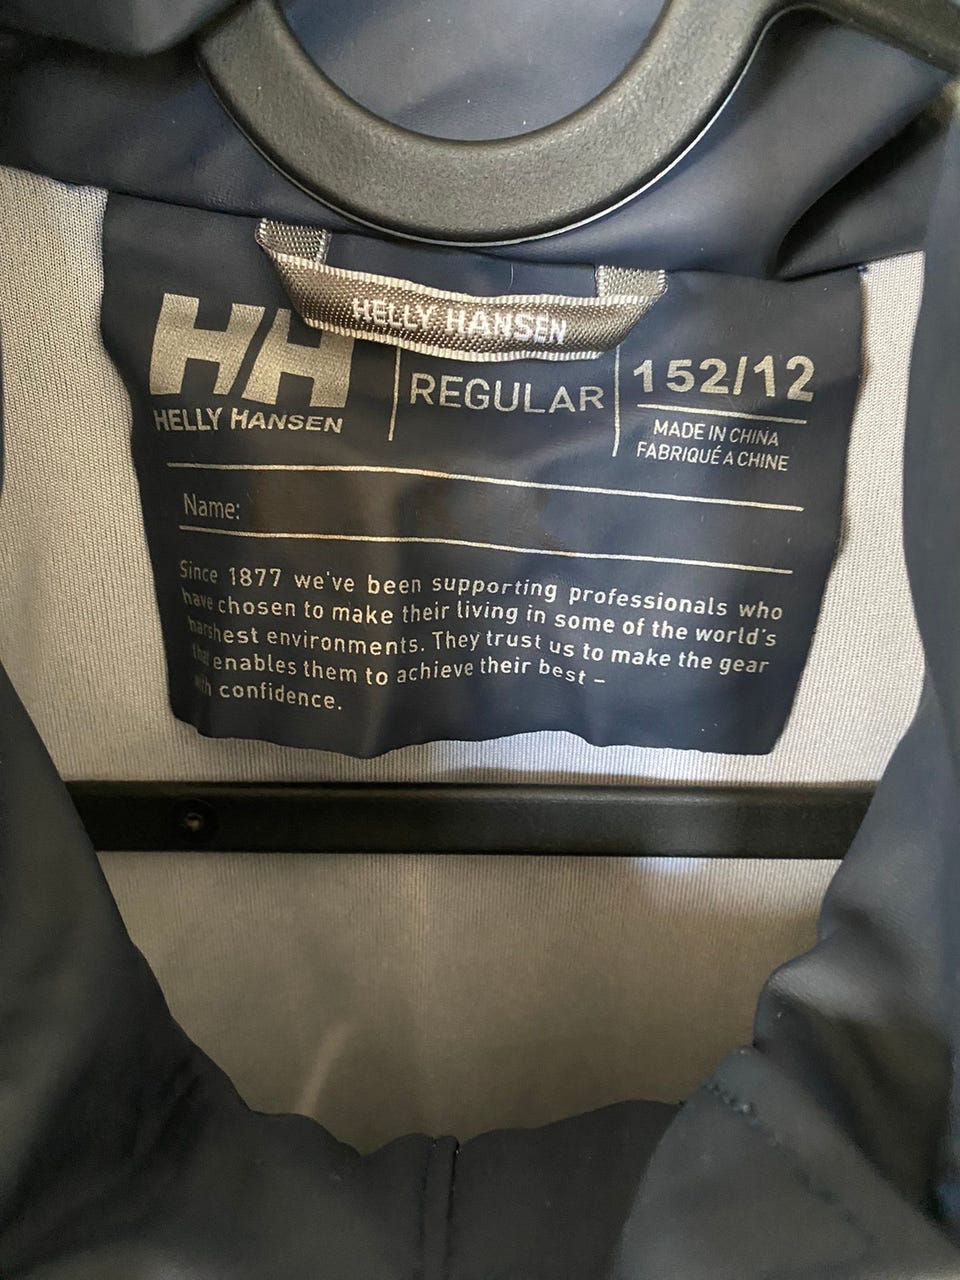 HELLY HANSEN
HH
HELLY HANSEN
REGULAR
152/12
MADE IN CHINA
FABRIQUÉ A CHINE
Name:
Since 1877 we've been supporting professionals who
have chosen to make their living in some of the world's
harshest environments. They trust us to make the gear
that enables them to achieve their best –
with confidence.